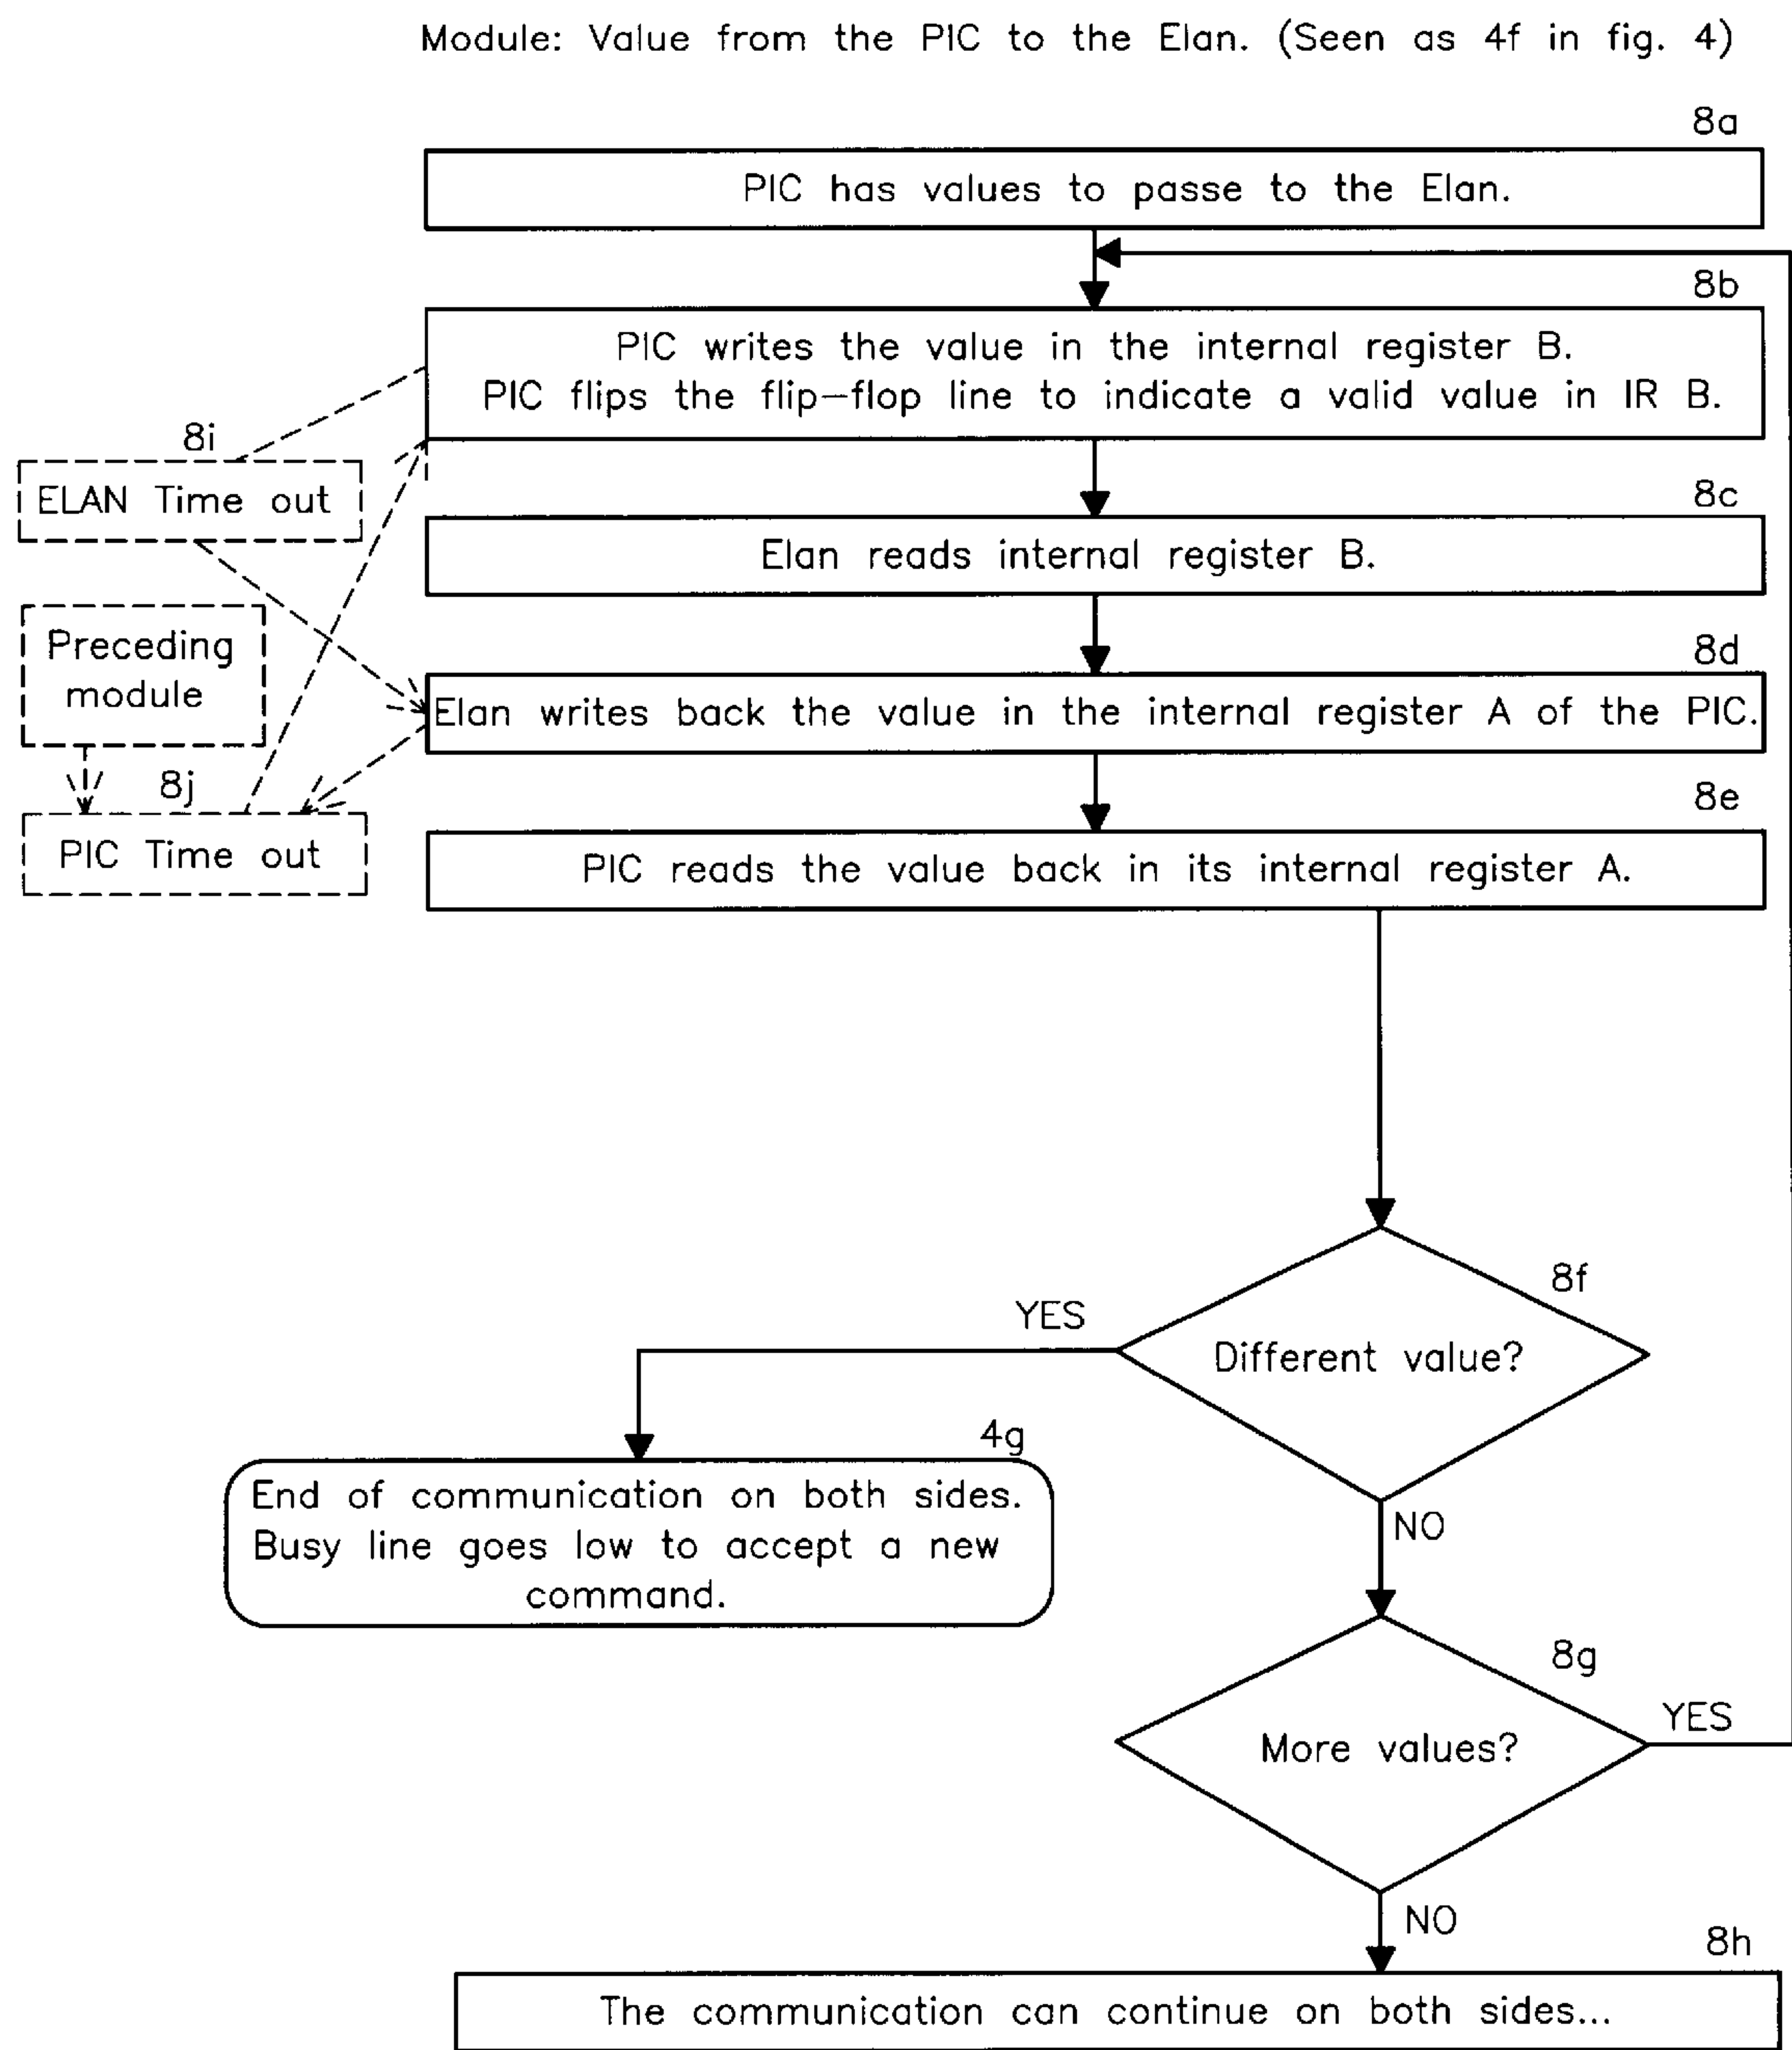 Module: Value from the PIC to the Elan. (Seen as 4f in fig. 4)
8a
PIC has values to passe to the Elan.
8b
PIC writes the value in the internal register B.
PIC flips the flip-flop line to indicate a valid value in IR B.
8i
ELAN Time out
8c
Elan reads internal register B.
Preceding
module
8d
Elan writes back the value in the internal register A of the PIC.
8j
PIC Time out
8e
PIC reads the value back in its internal register A.
8f
YES
Different value?
4g
End of communication on both sides.
Busy line goes low to accept a new
command.
NO
8g
YES
More values?
NO
8h
The communication can continue on both sides...